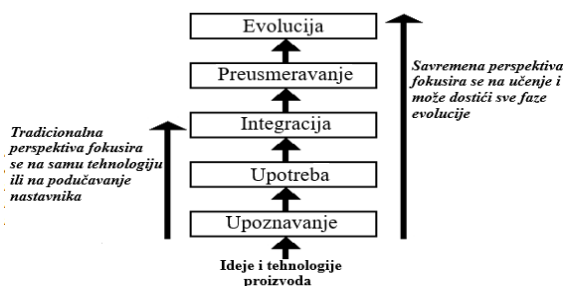 Evolucija
Preusmeravanje
Integracija
Upotreba
Upoznavanje
Ideje i tehnologije
proizvoda
Tradicionalna
perspektiva fokusira
se na samu tehnologiju
ili na podučavanje
nastavnika
Savremena perspektiva
fokusira se na učenje i
može dostići sve faze
evolucije